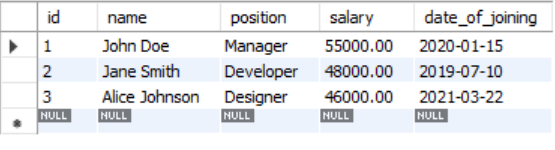 id name position salary date_of_joining
1 John Doe Manager 55000.00 2020-01-15
2 Jane Smith Developer 48000.00 2019-07-10
3 Alice Johnson Designer 46000.00 2021-03-22
NULL NULL NULL NULL NULL